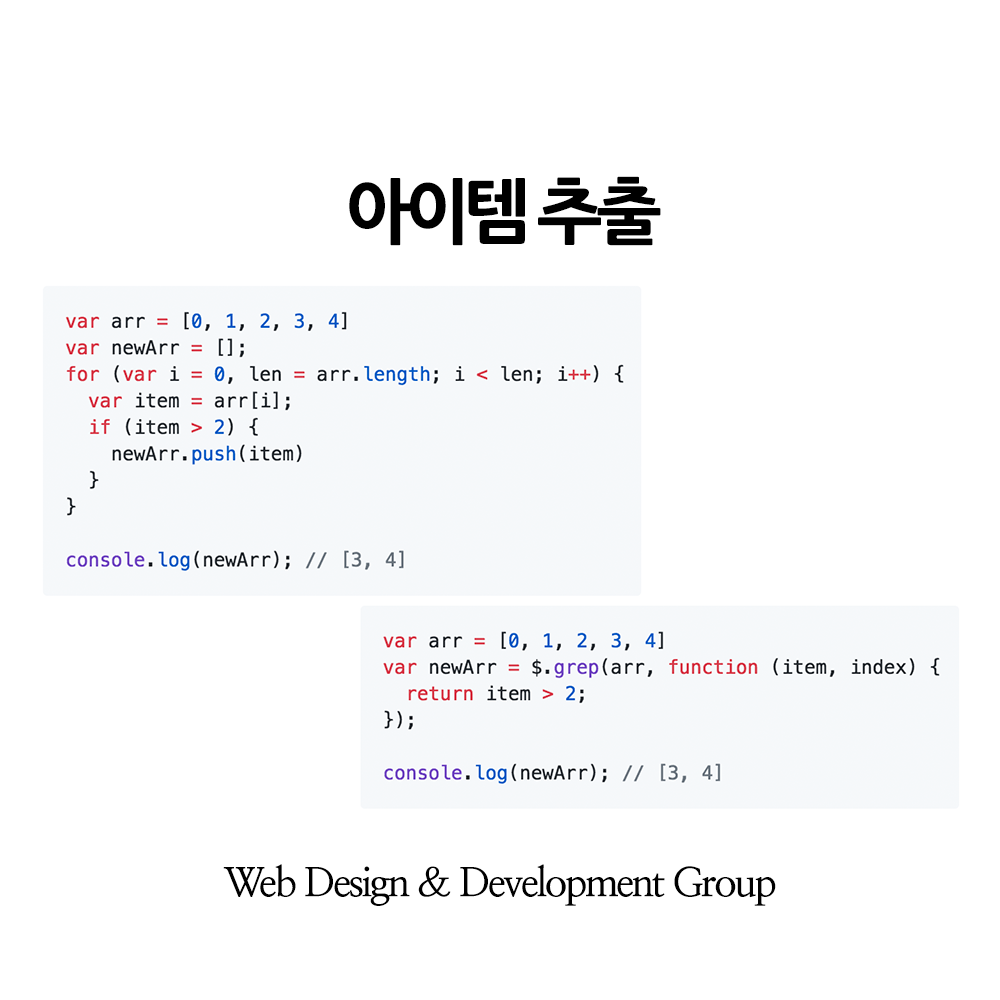 아이템 추출
var arr = [0, 1, 2, 3, 4]
var newArr = [];
for (var i = 0, len = arr.length; i < len; i++) {
  var item = arr[i];
  if (item > 2) {
    newArr.push(item)
  }
}

console.log(newArr); // [3, 4]
var arr = [0, 1, 2, 3, 4]
var newArr = $.grep(arr, function (item, index) {
  return item > 2;
});

console.log(newArr); // [3, 4]
Web Design & Development Group